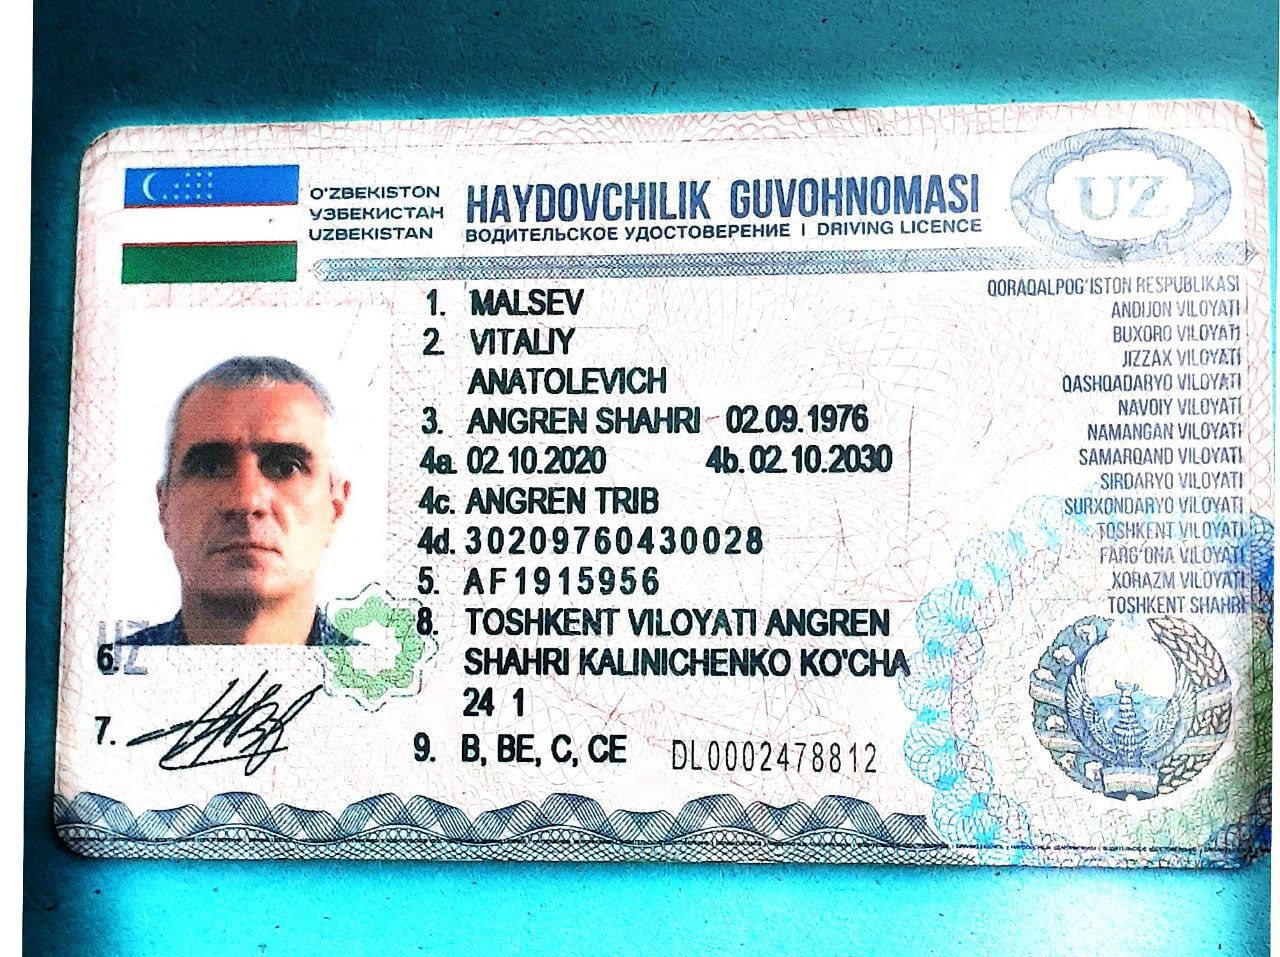 O'ZBEKISTON
УЗБЕКИСТАН
UZBEKISTAN
HAYDOVCHILIK GUVOHNOMASI
ВОДИТЕЛЬСКОЕ УДОСТОВЕРЕНИЕ | DRIVING LICENCE
UZ
1. MALSEV
2. VITALIY
ANATOLEVICH
3. ANGREN SHAHRI 02.09.1976
4a. 02.10.2020 4b. 02.10.2030
4c. ANGREN TRIB
4d. 30209760430028
5. AF1915956
8. TOSHKENT VILOYATI ANGREN
SHAHRI KALINICHENKO KO'CHA
24 1
9. B, BE, C, CE DL0002478812
UZ
6.
7.
QORAQALPOG'ISTON RESPUBLIKASI
ANDIJON VILOYATI
BUXORO VILOYATI
JIZZAX VILOYATI
QASHQADARYO VILOYATI
NAVOIY VILOYATI
NAMANGAN VILOYATI
SAMARQAND VILOYATI
SIRDARYO VILOYATI
SURXONDARYO VILOYATI
TOSHKENT VILOYATI
FARG'ONA VILOYATI
XORAZM VILOYATI
TOSHKENT SHAHRI